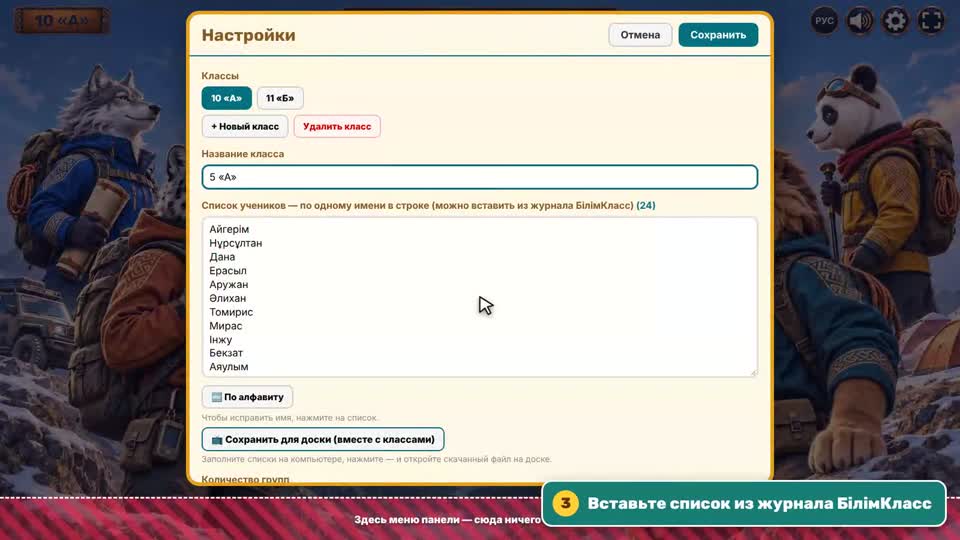 10 «А»
РУС
Настройки
Отмена
Сохранить
Классы
10 «А»
11 «Б»
+ Новый класс
Удалить класс
Название класса
5 «А»
Список учеников — по одному имени в строке (можно вставить из журнала БілімКласс) (24)
Айгерім
Нұрсұлтан
Дана
Ерасыл
Аружан
Әлихан
Томирис
Мирас
Інжу
Бекзат
Аяулым
По алфавиту
Чтобы исправить имя, нажмите на список.
Сохранить для доски (вместе с классами)
Заполните списки на компьютере, нажмите — и откройте скачанный файл на доске.
Количество групп
3 Вставьте список из журнала БілімКласс
Здесь меню панели — сюда ничего